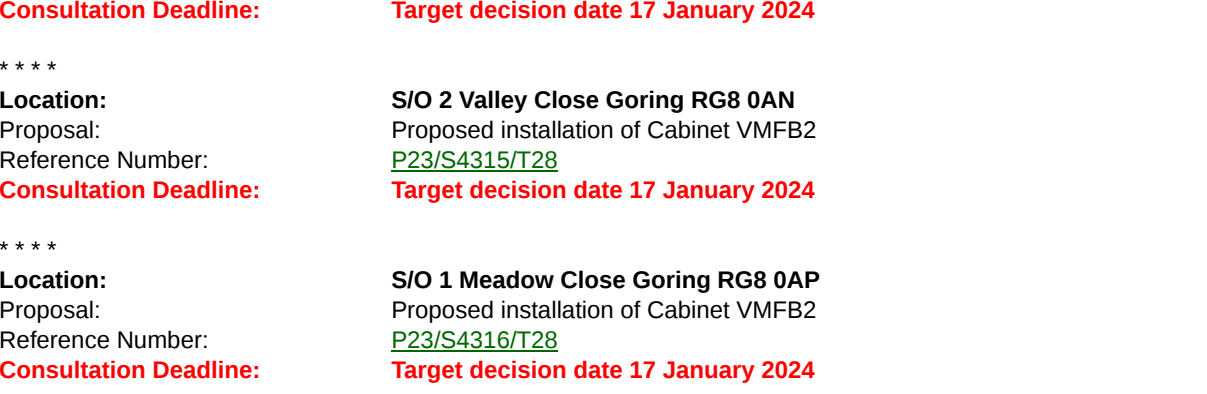 Consultation Deadline: Target decision date 17 January 2024
* * * *
Location: S/O 2 Valley Close Goring RG8 0AN
Proposal: Proposed installation of Cabinet VMFB2
Reference Number: P23/S4315/T28
Consultation Deadline: Target decision date 17 January 2024
* * * *
Location: S/O 1 Meadow Close Goring RG8 0AP
Proposal: Proposed installation of Cabinet VMFB2
Reference Number: P23/S4316/T28
Consultation Deadline: Target decision date 17 January 2024